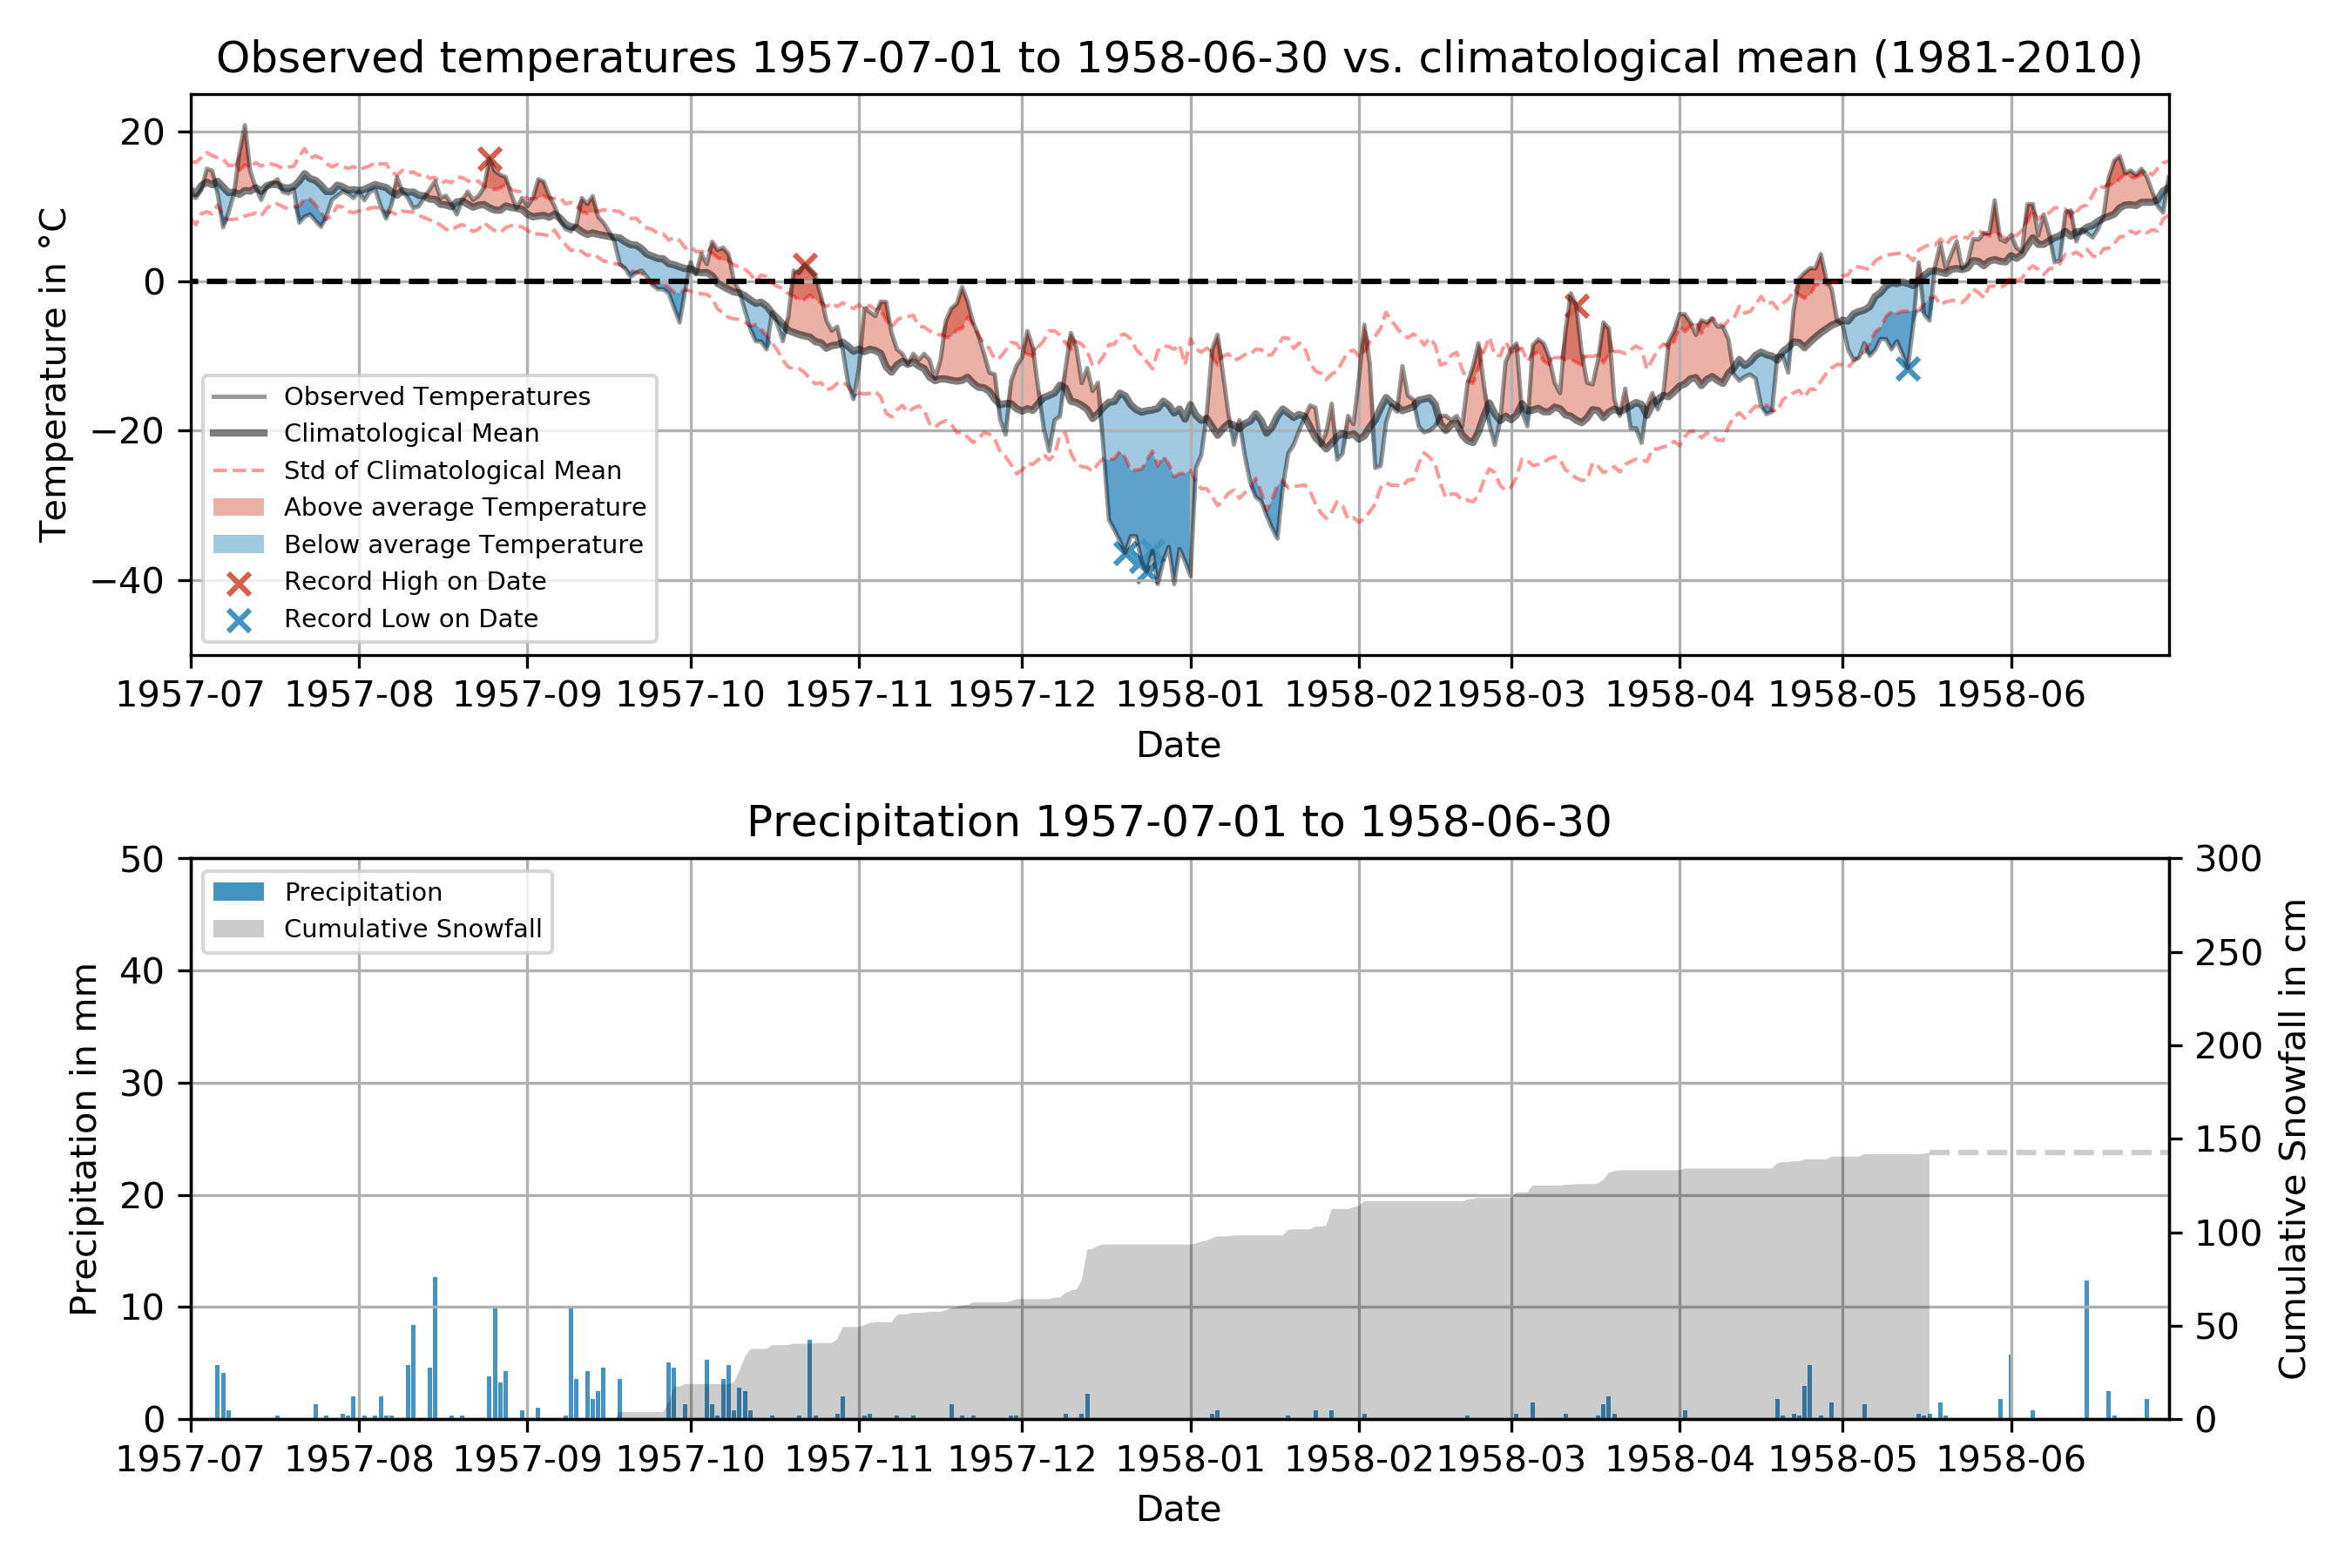 Observed temperatures 1957-07-01 to 1958-06-30 vs. climatological mean (1981-2010)
Temperature in °C
20
0
−20
−40
Observed Temperatures
Climatological Mean
Std of Climatological Mean
Above average Temperature
Below average Temperature
Record High on Date
Record Low on Date
1957-07 1957-08 1957-09 1957-10 1957-11 1957-12 1958-01 1958-02 1958-03 1958-04 1958-05 1958-06
Date
Precipitation 1957-07-01 to 1958-06-30
Precipitation in mm
50
40
30
20
10
0
Precipitation
Cumulative Snowfall
300
250
200
150
100
50
0
Cumulative Snowfall in cm
1957-07 1957-08 1957-09 1957-10 1957-11 1957-12 1958-01 1958-02 1958-03 1958-04 1958-05 1958-06
Date